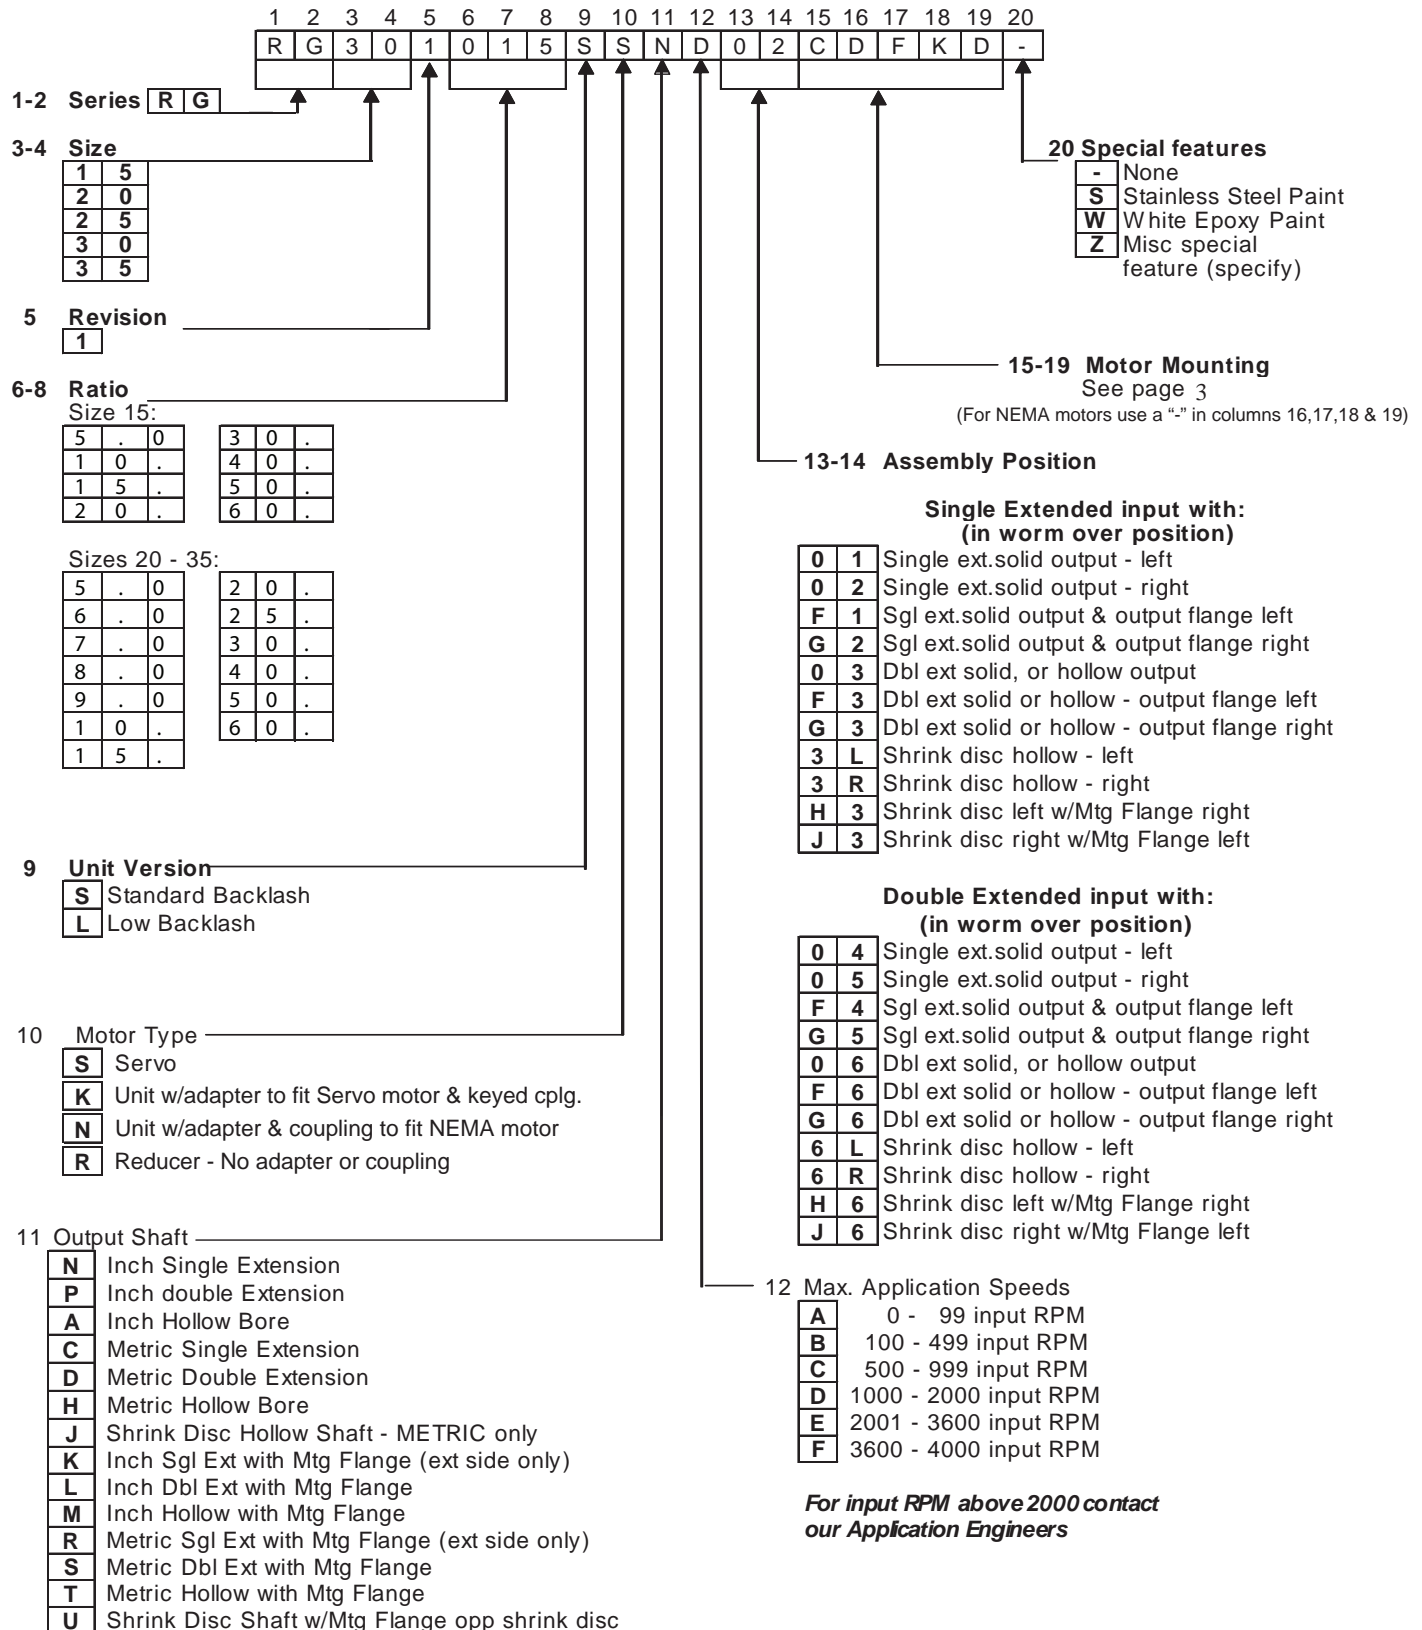 1 2 3 4 5 6 7 8 9 10 11 12 13 14 15 16 17 18 19 20
R G 3 0 1 0 1 5 S S N D 0 2 C D F K D -
1-2 Series R G
3-4 Size
1 5
2 0
2 5
3 0
3 5
5 Revision
1
6-8 Ratio
Size 15:
5 . 0 3 0 .
1 0 . 4 0 .
1 5 . 5 0 .
2 0 . 6 0 .
Sizes 20 - 35:
5 . 0 2 0 .
6 . 0 2 5 .
7 . 0 3 0 .
8 . 0 4 0 .
9 . 0 5 0 .
1 0 . 6 0 .
1 5 .
9 Unit Version
S Standard Backlash
L Low Backlash
10 Motor Type
S Servo
K Unit w/adapter to fit Servo motor & keyed cplg.
N Unit w/adapter & coupling to fit NEMA motor
R Reducer - No adapter or coupling
11 Output Shaft
N Inch Single Extension
P Inch double Extension
A Inch Hollow Bore
C Metric Single Extension
D Metric Double Extension
H Metric Hollow Bore
J Shrink Disc Hollow Shaft - METRIC only
K Inch Sgl Ext with Mtg Flange (ext side only)
L Inch Dbl Ext with Mtg Flange
M Inch Hollow with Mtg Flange
R Metric Sgl Ext with Mtg Flange (ext side only)
S Metric Dbl Ext with Mtg Flange
T Metric Hollow with Mtg Flange
U Shrink Disc Shaft w/Mtg Flange opp shrink disc
20 Special features
- None
S Stainless Steel Paint
W White Epoxy Paint
Z Misc special
feature (specify)
15-19 Motor Mounting
See page 3
(For NEMA motors use a “-” in columns 16,17,18 & 19)
13-14 Assembly Position
Single Extended input with:
(in worm over position)
0 1 Single ext.solid output - left
0 2 Single ext.solid output - right
F 1 Sgl ext.solid output & output flange left
G 2 Sgl ext.solid output & output flange right
0 3 Dbl ext solid, or hollow output
F 3 Dbl ext solid or hollow - output flange left
G 3 Dbl ext solid or hollow - output flange right
3 L Shrink disc hollow - left
3 R Shrink disc hollow - right
H 3 Shrink disc left w/Mtg Flange right
J 3 Shrink disc right w/Mtg Flange left
Double Extended input with:
(in worm over position)
0 4 Single ext.solid output - left
0 5 Single ext.solid output - right
F 4 Sgl ext.solid output & output flange left
G 5 Sgl ext.solid output & output flange right
0 6 Dbl ext solid, or hollow output
F 6 Dbl ext solid or hollow - output flange left
G 6 Dbl ext solid or hollow - output flange right
6 L Shrink disc hollow - left
6 R Shrink disc hollow - right
H 6 Shrink disc left w/Mtg Flange right
J 6 Shrink disc right w/Mtg Flange left
12 Max. Application Speeds
A 0 - 99 input RPM
B 100 - 499 input RPM
C 500 - 999 input RPM
D 1000 - 2000 input RPM
E 2001 - 3600 input RPM
F 3600 - 4000 input RPM
For input RPM above 2000 contact
our Application Engineers